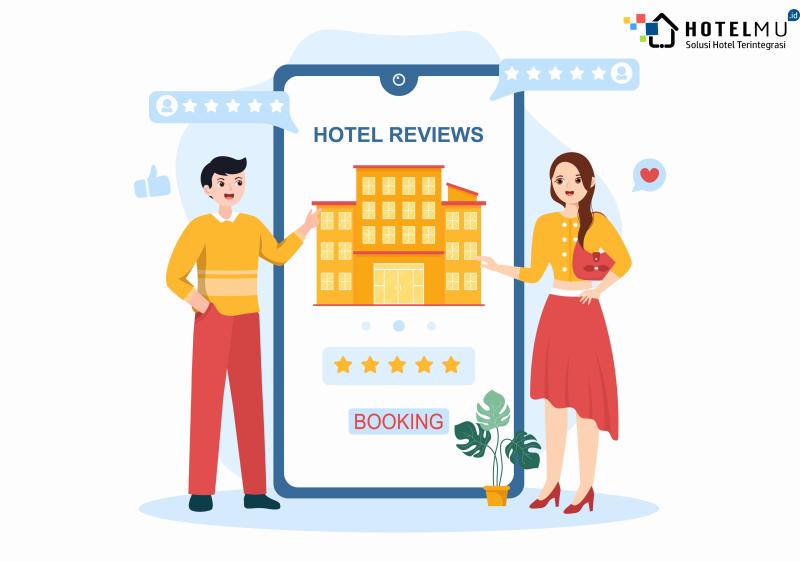 .id
HOTELMU
Solusi Hotel Terintegrasi
HOTEL REVIEWS
BOOKING